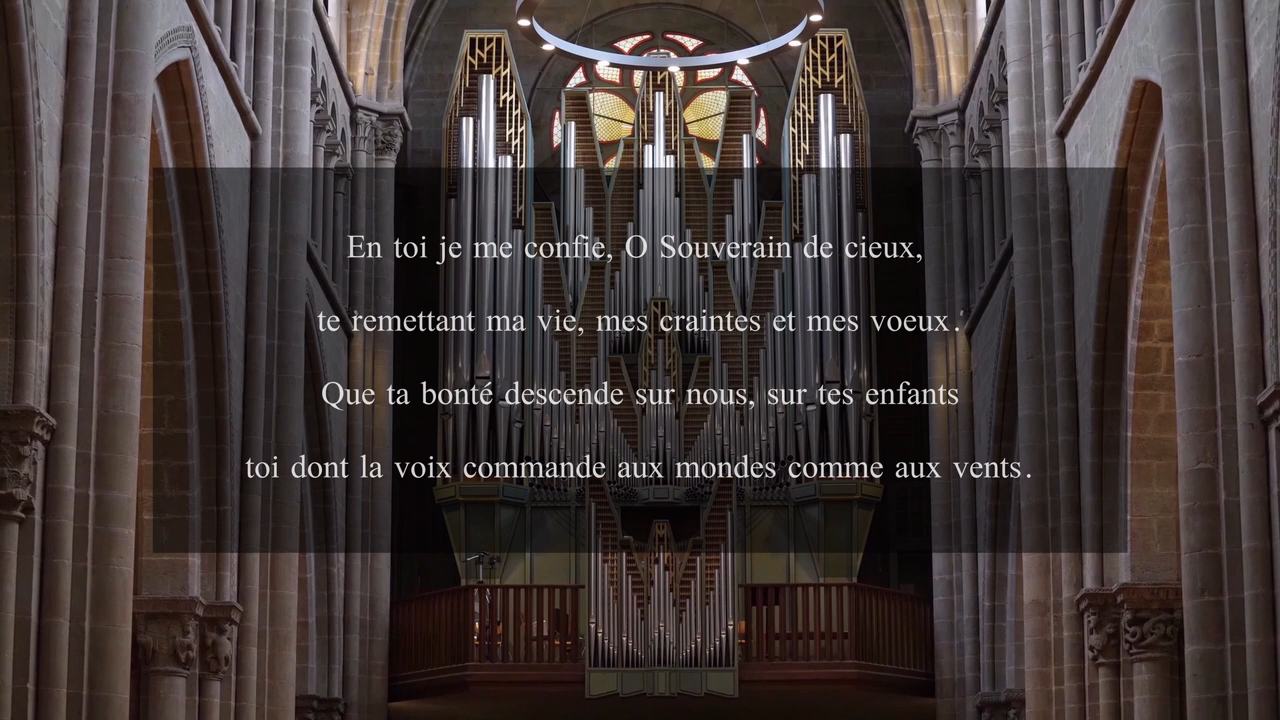 En toi je me confie, O Souverain de cieux,
te remettant ma vie, mes craintes et mes voeux.
Que ta bonté descende sur nous, sur tes enfants
toi dont la voix commande aux mondes comme aux vents.